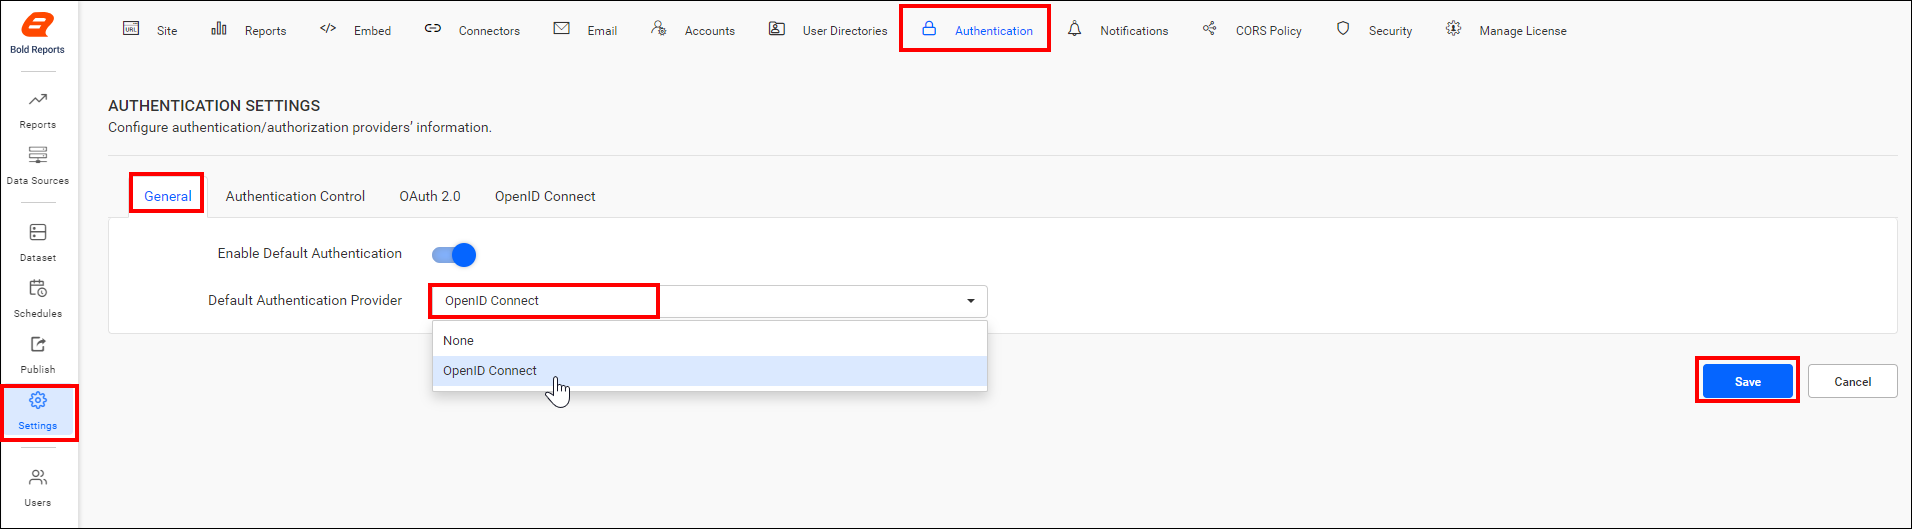 Bold Reports
Reports
Data Sources
Dataset
Schedules
Publish
Settings
Users
URL Site Reports </> Embed Connectors Email Accounts User Directories Authentication Notifications CORS Policy Security Manage License
AUTHENTICATION SETTINGS
Configure authentication/authorization providers’ information.
General Authentication Control OAuth 2.0 OpenID Connect
Enable Default Authentication
Default Authentication Provider OpenID Connect
None
OpenID Connect
Save Cancel